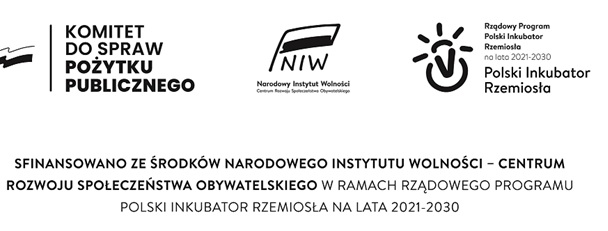 KOMITET
DO SPRAW
POŻYTKU
PUBLICZNEGO
NIW
Narodowy Instytut Wolności
Centrum Rozwoju Społeczeństwa Obywatelskiego
Rządowy Program
Polski Inkubator
Rzemiosła
na lata 2021-2030
Polski Inkubator
Rzemiosła
SFINANSOWANO ZE ŚRODKÓW NARODOWEGO INSTYTUTU WOLNOŚCI – CENTRUM
ROZWOJU SPOŁECZEŃSTWA OBYWATELSKIEGO W RAMACH RZĄDOWEGO PROGRAMU
POLSKI INKUBATOR RZEMIOSŁA NA LATA 2021-2030